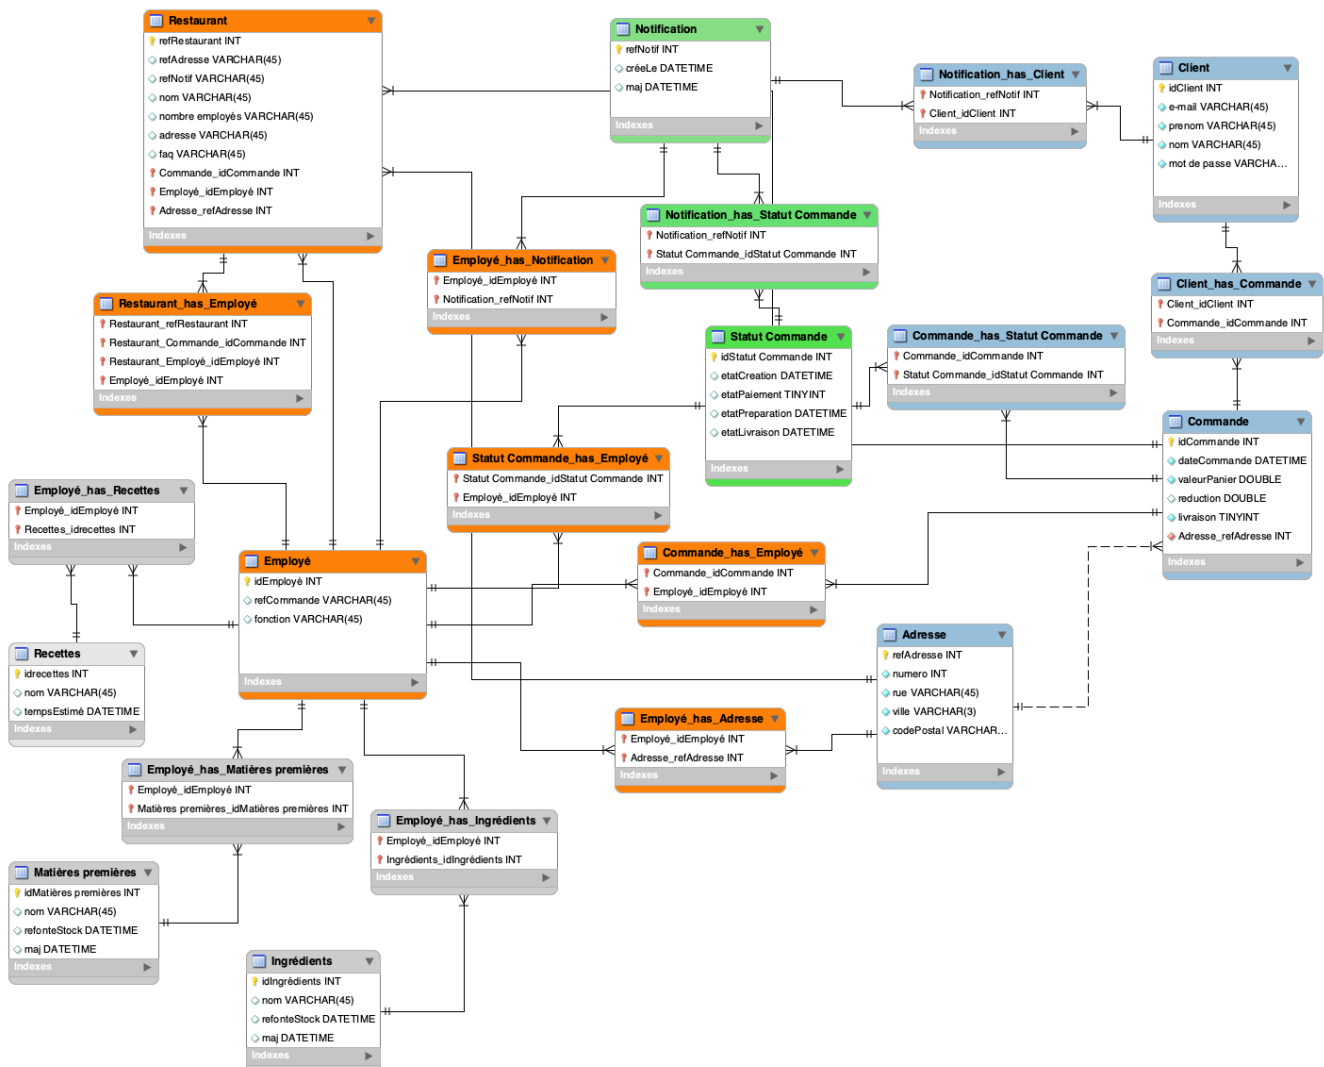 Restaurant
refRestaurant INT
refAdresse VARCHAR(45)
refNotif VARCHAR(45)
nom VARCHAR(45)
nombre employés VARCHAR(45)
adresse VARCHAR(45)
faq VARCHAR(45)
Commande_idCommande INT
Employé_idEmployé INT
Adresse_refAdresse INT
Indexes
Notification
refNotif INT
créeLe DATETIME
maj DATETIME
Indexes
Notification_has_Client
Notification_refNotif INT
Client_idClient INT
Indexes
Client
idClient INT
e-mail VARCHAR(45)
prenom VARCHAR(45)
nom VARCHAR(45)
mot de passe VARCHA...
Indexes
Notification_has_Statut Commande
Notification_refNotif INT
Statut Commande_idStatut Commande INT
Indexes
Employé_has_Notification
Employé_idEmployé INT
Notification_refNotif INT
Indexes
Client_has_Commande
Client_idClient INT
Commande_idCommande INT
Indexes
Restaurant_has_Employé
Restaurant_refRestaurant INT
Restaurant_Commande_idCommande INT
Restaurant_Employé_idEmployé INT
Employé_idEmployé INT
Indexes
Statut Commande
idStatut Commande INT
etatCreation DATETIME
etatPaiement TINYINT
etatPreparation DATETIME
etatLivraison DATETIME
Indexes
Commande_has_Statut Commande
Commande_idCommande INT
Statut Commande_idStatut Commande INT
Indexes
Commande
idCommande INT
dateCommande DATETIME
valeurPanier DOUBLE
reduction DOUBLE
livraison TINYINT
Adresse_refAdresse INT
Indexes
Statut Commande_has_Employé
Statut Commande_idStatut Commande INT
Employé_idEmployé INT
Indexes
Employé_has_Recettes
Employé_idEmployé INT
Recettes_idrecettes INT
Indexes
Employé
idEmployé INT
refCommande VARCHAR(45)
fonction VARCHAR(45)
Indexes
Commande_has_Employé
Commande_idCommande INT
Employé_idEmployé INT
Indexes
Adresse
refAdresse INT
numero INT
rue VARCHAR(45)
ville VARCHAR(3)
codePostal VARCHAR...
Indexes
Recettes
idrecettes INT
nom VARCHAR(45)
tempsEstimé DATETIME
Indexes
Employé_has_Adresse
Employé_idEmployé INT
Adresse_refAdresse INT
Indexes
Employé_has_Matières premières
Employé_idEmployé INT
Matières premières_idMatières premières INT
Indexes
Employé_has_Ingrédients
Employé_idEmployé INT
Ingrédients_idIngrédients INT
Indexes
Matières premières
idMatières premières INT
nom VARCHAR(45)
refonteStock DATETIME
maj DATETIME
Indexes
Ingrédients
idIngrédients INT
nom VARCHAR(45)
refonteStock DATETIME
maj DATETIME
Indexes